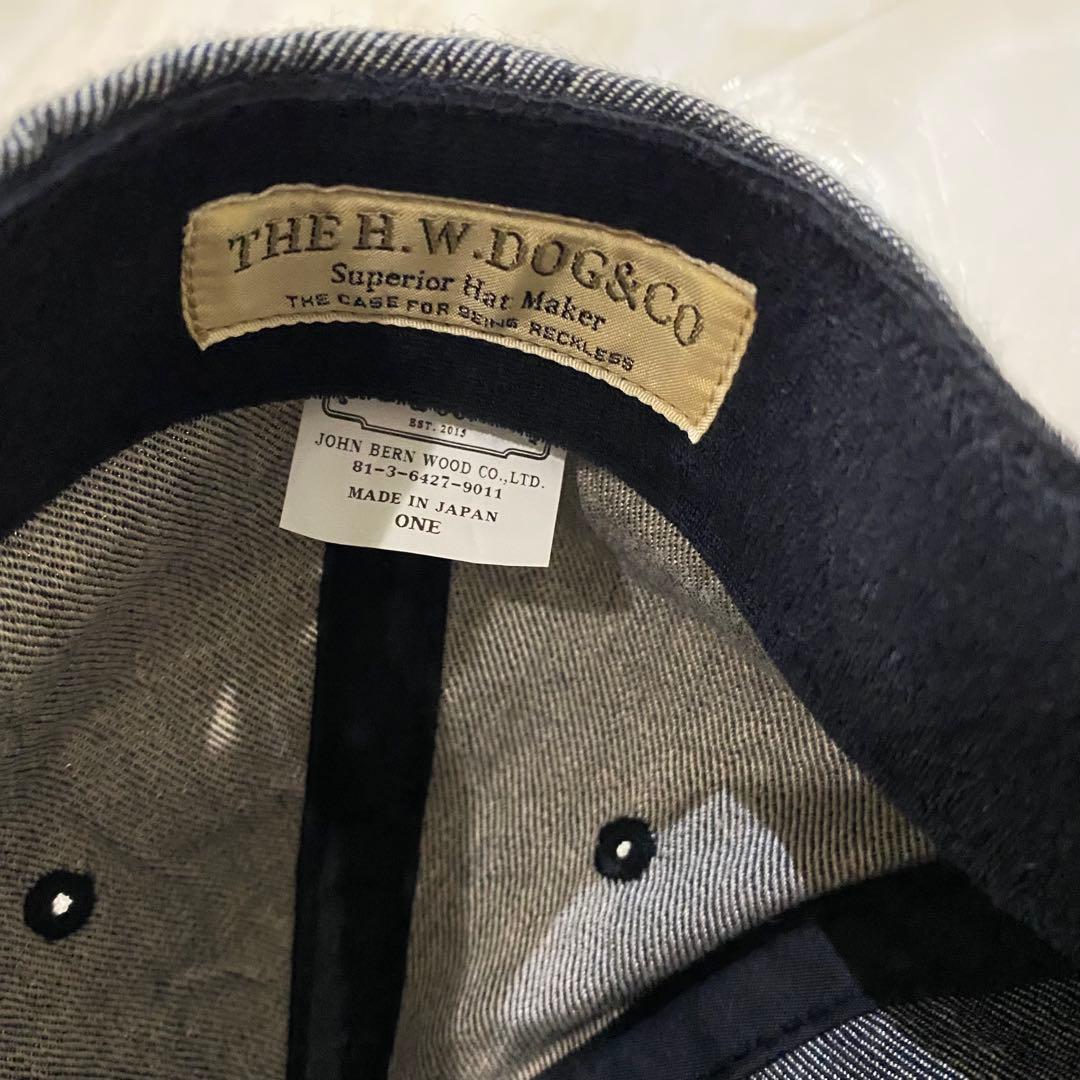 THE H.W.DOG&CO
Superior Hat Maker
THE CASE FOR BEING RECKLESS
EST. 2015
JOHN BERN WOOD CO.,LTD.
81-3-6427-9011
MADE IN JAPAN
ONE